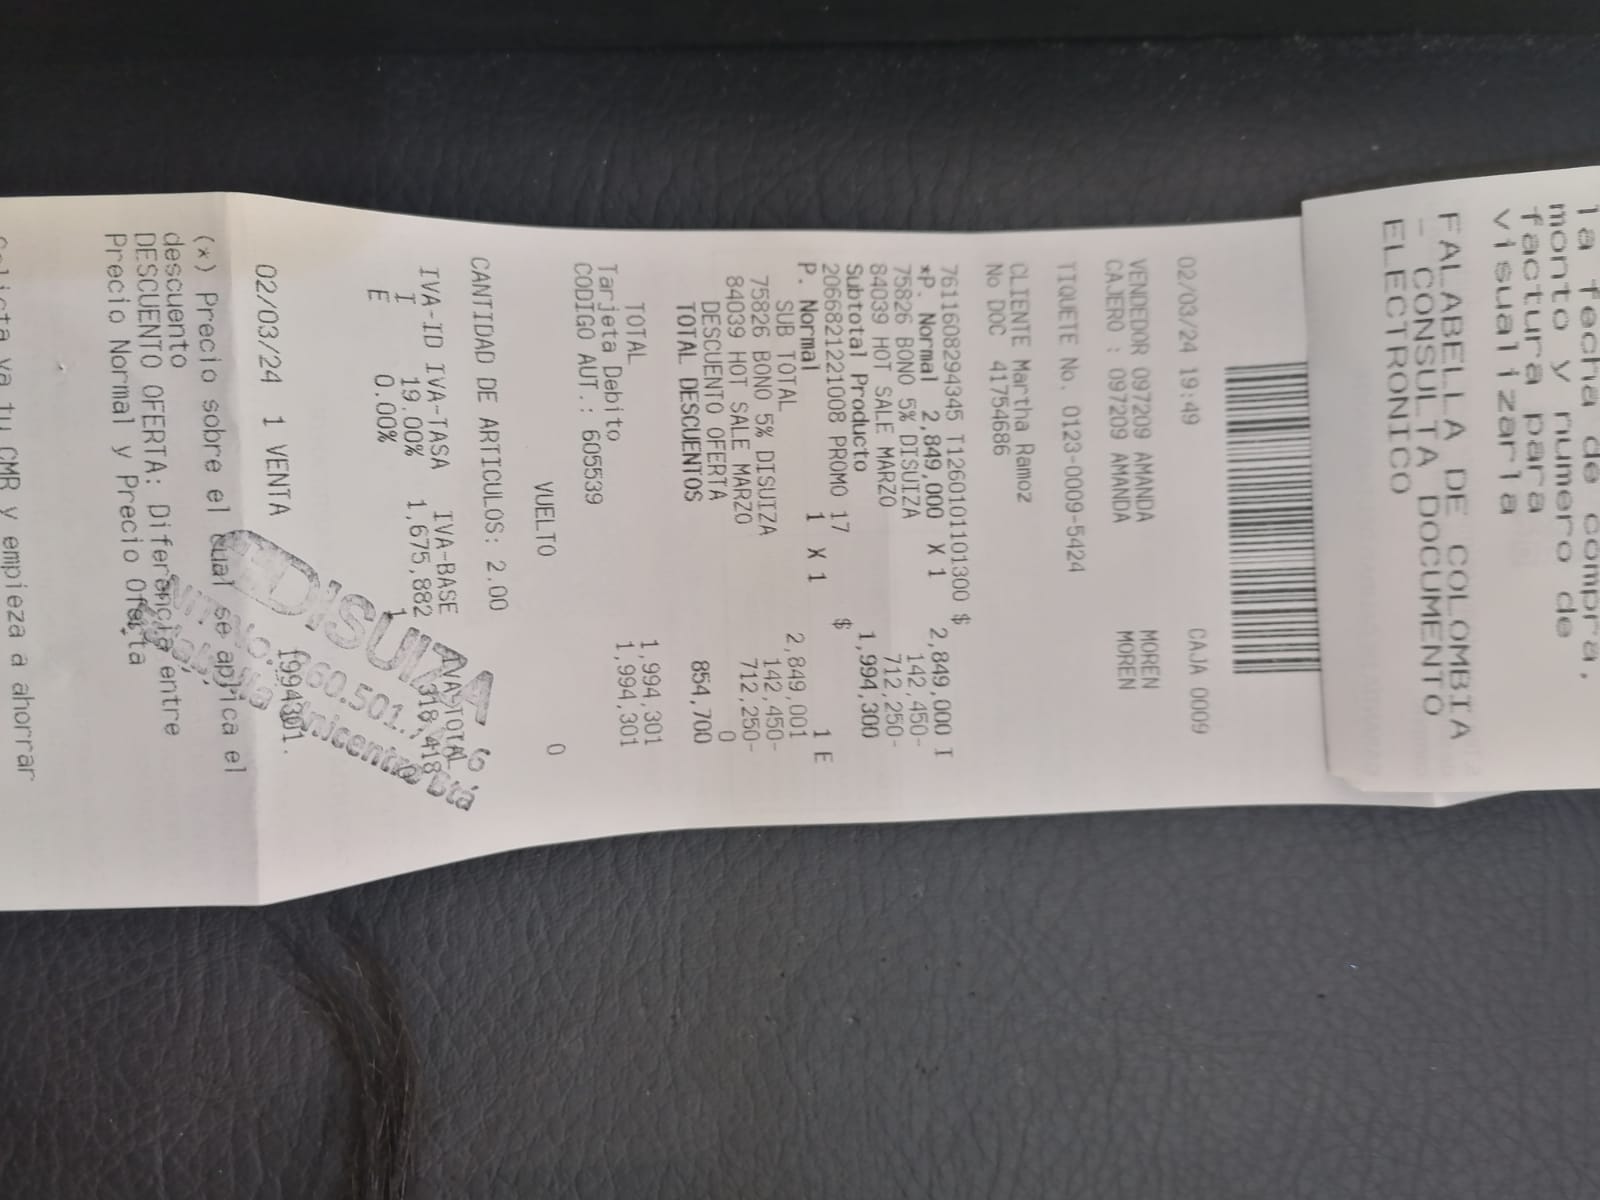 la fecha de compra,
monto y numero de
factura para
visualizarla
FALABELLA DE COLOMBIA
_ CONSULTA DOCUMENTO
ELECTRONICO
02/03/24 19:49 CAJA 0009
VENDEDOR 097209 AMANDA MOREN
CAJERO : 097209 AMANDA MOREN
TIQUETE No. 0123-0009-5424
CLIENTE Martha Ramoz
No DOC 41754686
7611608294345 T1260101101300 $ 2,849,000 I
*P. Normal 2,849,000 X 1
75826 BONO 5% DISUIZA 142,450-
84039 HOT SALE MARZO 712,250-
Subtotal Producto 1,994,300
2066821221008 PROMO 17 $ 1 E
P. Normal 1 X 1
SUB TOTAL 2,849,001
75826 BONO 5% DISUIZA 142,450-
84039 HOT SALE MARZO 712,250-
DESCUENTO OFERTA 0
TOTAL DESCUENTOS 854,700
TOTAL 1,994,301
Tarjeta Debito 1,994,301
CODIGO AUT.: 605539
VUELTO 0
CANTIDAD DE ARTICULOS: 2.00
IVA-ID IVA-TASA IVA-BASE IVA-TOTAL
I 19.00% 1,675,882 318,418
E 0.00% 1
02/03/24 1 VENTA 1994301.
DISUIZA
Unicentro Btá
(*) Precio sobre el cual se aplica el
descuento
DESCUENTO OFERTA: Diferencia entre
Precio Normal y Precio Oferta
Solicita ya tu CMR y empieza a ahorrar